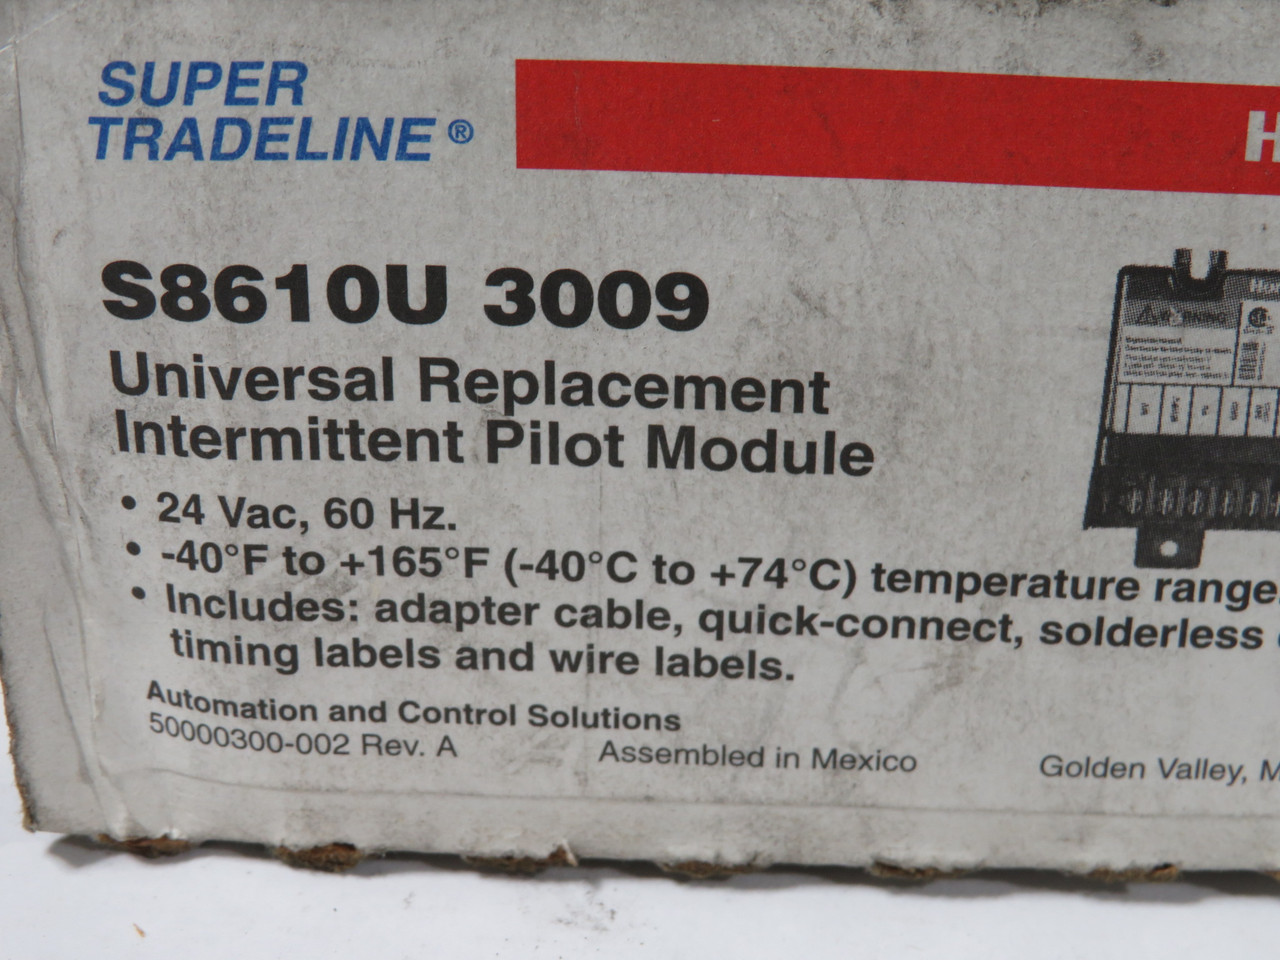 SUPER
TRADELINE®
H
S8610U 3009
Universal Replacement
Intermittent Pilot Module
• 24 Vac, 60 Hz.
• -40°F to +165°F (-40°C to +74°C) temperature range.
• Includes: adapter cable, quick-connect, solderless
timing labels and wire labels.
Automation and Control Solutions
50000300-002 Rev. A
Assembled in Mexico
Golden Valley, M
WARNING